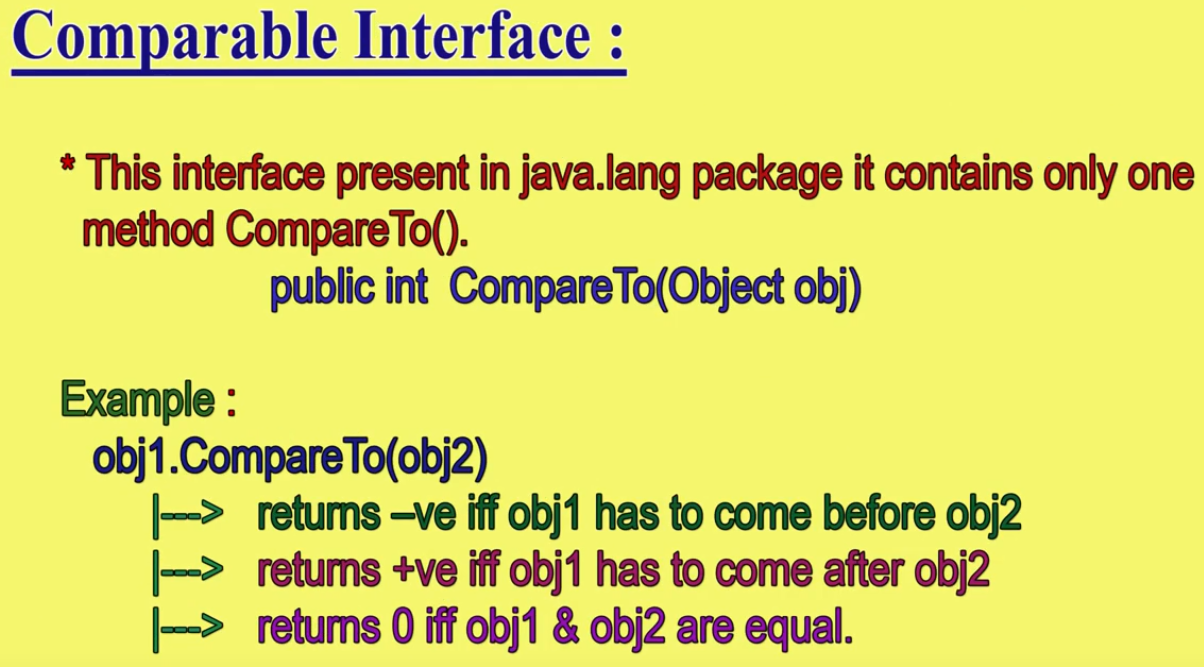 Comparable Interface :
* This interface present in java.lang package it contains only one
method CompareTo().
public int CompareTo(Object obj)
Example :
obj1.CompareTo(obj2)
|---> returns –ve iff obj1 has to come before obj2
|---> returns +ve iff obj1 has to come after obj2
|---> returns 0 iff obj1 & obj2 are equal.